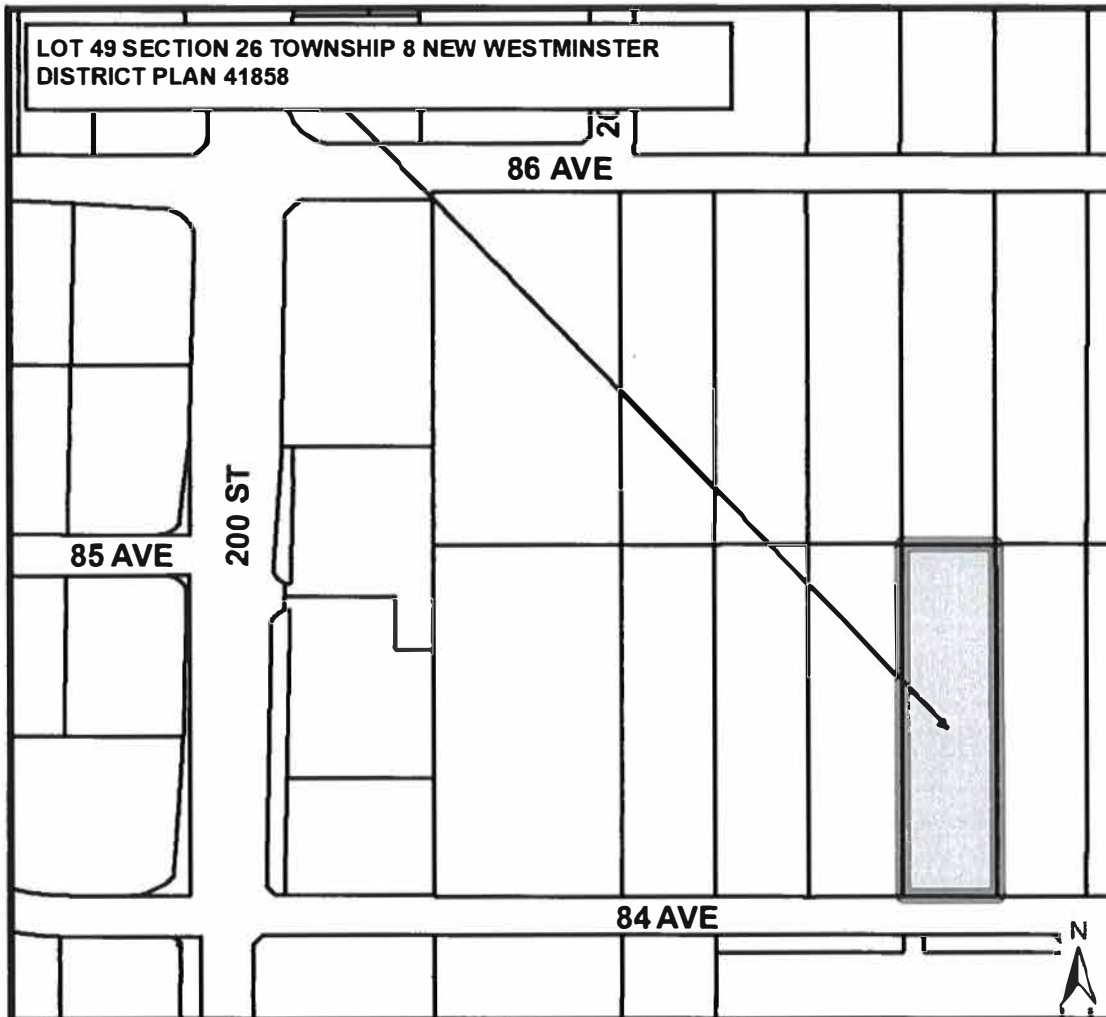 LOT 49 SECTION 26 TOWNSHIP 8 NEW WESTMINSTER
DISTRICT PLAN 41858
86 AVE
200 ST
85 AVE
84 AVE
N